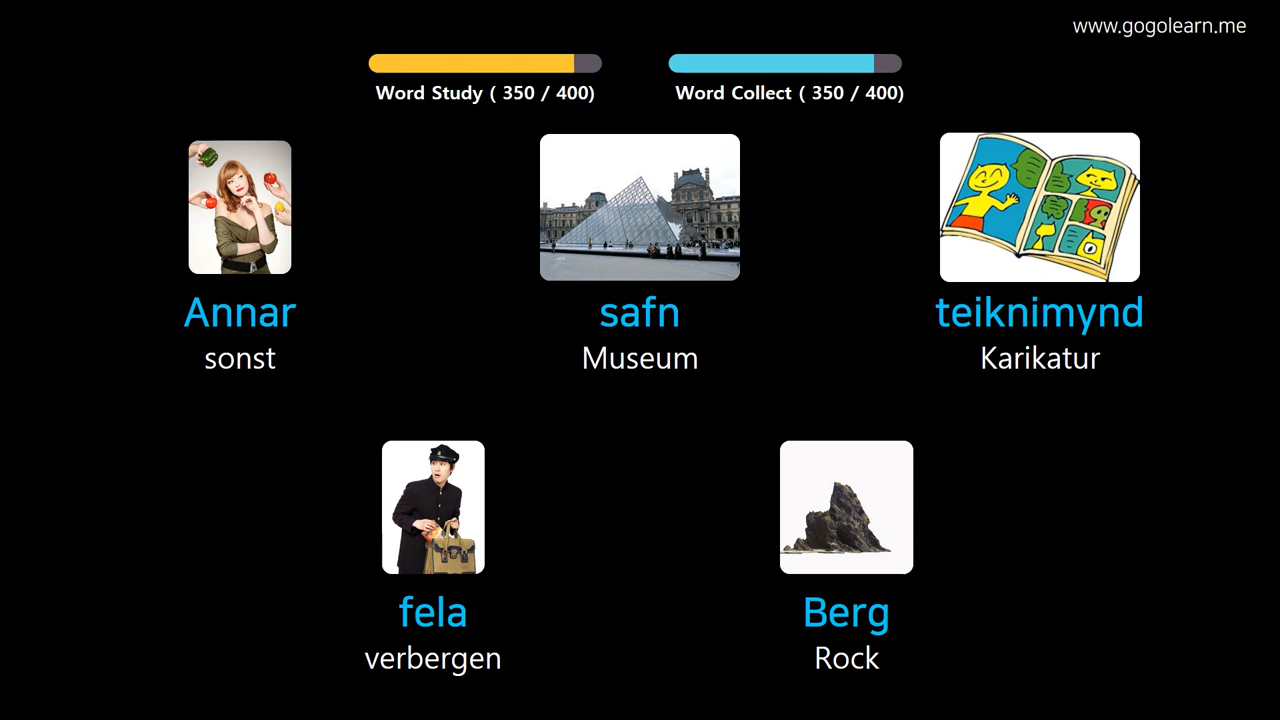 www.gogolearn.me
Word Study ( 350 / 400)
Word Collect ( 350 / 400)
Annar
sonst
safn
Museum
teiknimynd
Karikatur
fela
verbergen
Berg
Rock